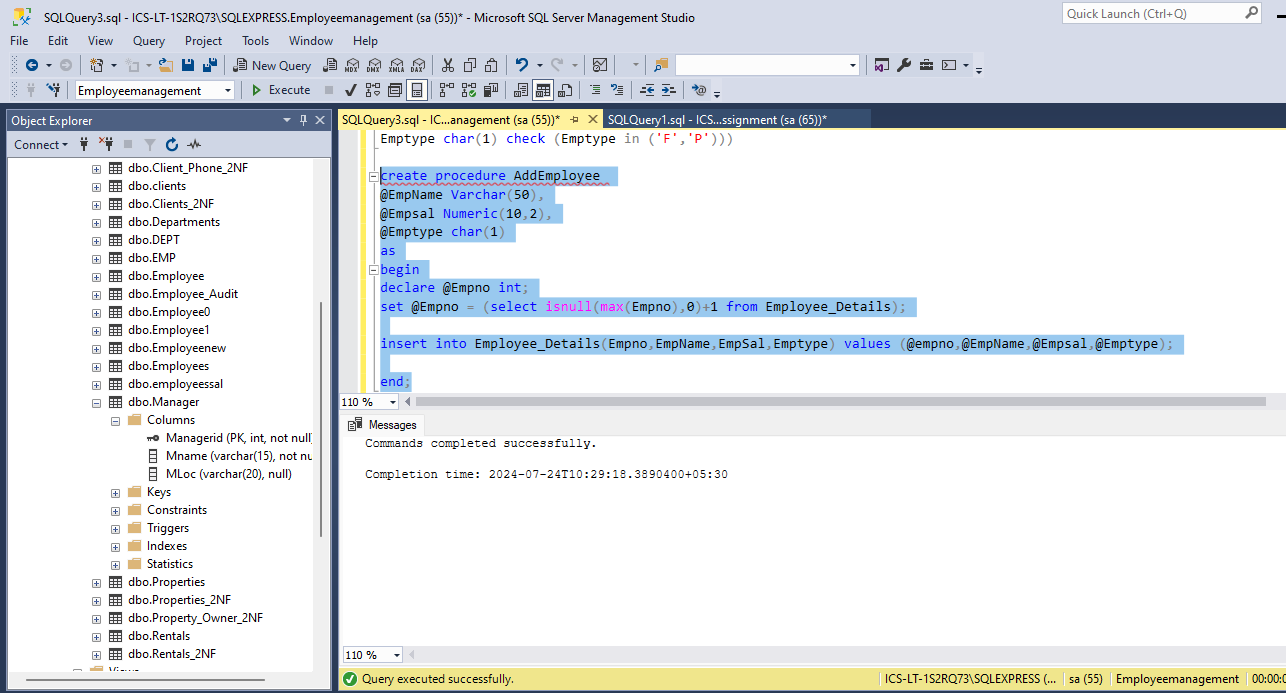 SQLQuery3.sql - ICS-LT-1S2RQ73\SQLEXPRESS.Employeemanagement (sa (55))* - Microsoft SQL Server Management Studio
Quick Launch (Ctrl+Q)
File Edit View Query Project Tools Window Help
New Query MDX DMX XMLA DAX
Employeemanagement Execute
Object Explorer
SQLQuery3.sql - IC...anagement (sa (55))* SQLQuery1.sql - ICS...ssignment (sa (65))*
Connect
dbo.Client_Phone_2NF
dbo.clients
dbo.Clients_2NF
dbo.Departments
dbo.DEPT
dbo.EMP
dbo.Employee
dbo.Employee_Audit
dbo.Employee0
dbo.Employee1
dbo.Employeenew
dbo.Employees
dbo.employeessal
dbo.Manager
Columns
Managerid (PK, int, not null
Mname (varchar(15), not nu
MLoc (varchar(20), null)
Keys
Constraints
Triggers
Indexes
Statistics
dbo.Properties
dbo.Properties_2NF
dbo.Property_Owner_2NF
dbo.Rentals
dbo.Rentals_2NF
Views
Emptype char(1) check (Emptype in ('F','P')))
create procedure AddEmployee
@EmpName Varchar(50),
@Empsal Numeric(10,2),
@Emptype char(1)
as
begin
declare @Empno int;
set @Empno = (select isnull(max(Empno),0)+1 from Employee_Details);
insert into Employee_Details(Empno,EmpName,EmpSal,Emptype) values (@empno,@EmpName,@Empsal,@Emptype);
end;
110 %
Messages
Commands completed successfully.
Completion time: 2024-07-24T10:29:18.3890400+05:30
110 %
Query executed successfully. ICS-LT-1S2RQ73\SQLEXPRESS (... sa (55) Employeemanagement 00:00:0